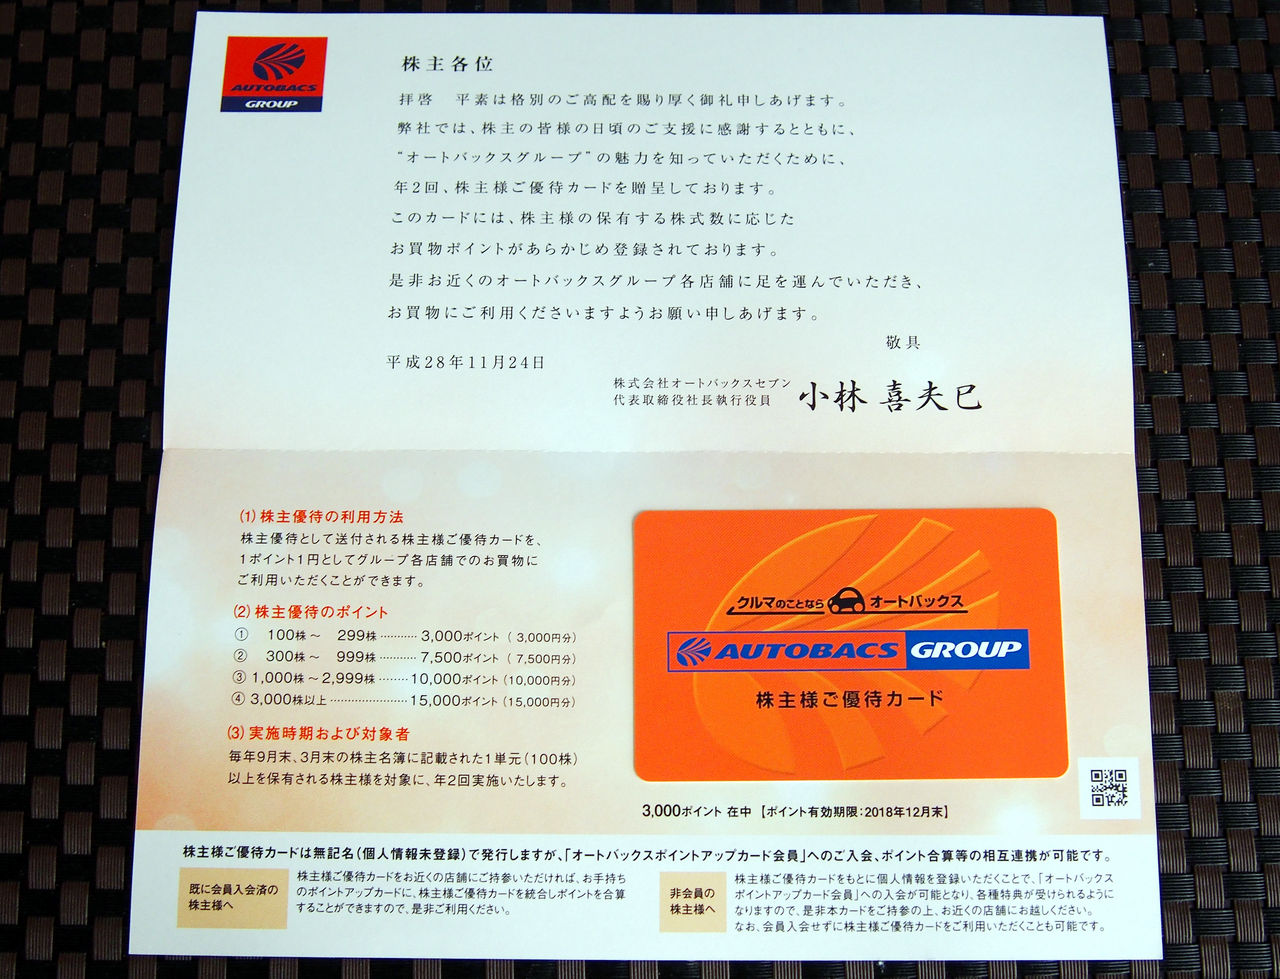 AUTOBACS
GROUP
株主各位
拝啓　平素は格別のご高配を賜り厚く御礼申しあげます。
弊社では、株主の皆様の日頃のご支援に感謝するとともに、
“オートバックスグループ”の魅力を知っていただくために、
年2回、株主様ご優待カードを贈呈しております。
このカードには、株主様の保有する株式数に応じた
お買物ポイントがあらかじめ登録されております。
是非お近くのオートバックスグループ各店舗に足を運んでいただき、
お買物にご利用くださいますようお願い申しあげます。
敬具
平成28年11月24日
株式会社オートバックスセブン
代表取締役社長執行役員 小林 喜夫巳
(1)株主優待の利用方法
株主優待として送付される株主様ご優待カードを、
1ポイント1円としてグループ各店舗でのお買物に
ご利用いただくことができます。
(2)株主優待のポイント
① 100株～ 299株 ·········· 3,000ポイント ( 3,000円分)
② 300株～ 999株 ·········· 7,500ポイント ( 7,500円分)
③ 1,000株～2,999株 ········ 10,000ポイント (10,000円分)
④ 3,000株以上 ····················· 15,000ポイント (15,000円分)
(3)実施時期および対象者
毎年9月末、3月末の株主名簿に記載された1単元(100株)
以上を保有される株主様を対象に、年2回実施いたします。
クルマのことなら オートバックス
AUTOBACS GROUP
株主様ご優待カード
3,000ポイント 在中 【ポイント有効期限:2018年12月末】
株主様ご優待カードは無記名(個人情報未登録)で発行しますが、「オートバックスポイントアップカード会員」へのご入会、ポイント合算等の相互連携が可能です。
既に会員入会済の
株主様へ
株主様ご優待カードをお近くの店舗にご持参いただければ、お手持ち
のポイントアップカードに、株主様ご優待カードを統合しポイントを合算
することができますので、是非ご利用ください。
非会員の
株主様へ
株主様ご優待カードをもとに個人情報を登録いただくことで、「オートバックス
ポイントアップカード会員」への入会が可能となり、各種特典が受けられるように
なりますので、是非本カードをご持参の上、お近くの店舗にお越しください。
なお、会員入会せずに株主様ご優待カードをご利用いただくことも可能です。